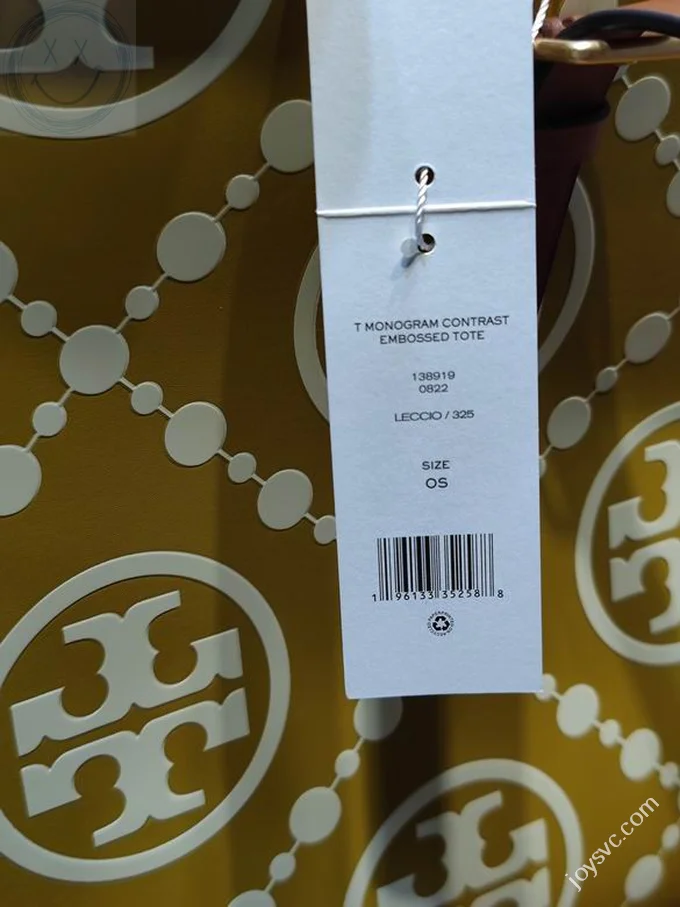 T MONOGRAM CONTRAST
EMBOSSED TOTE
138919
0822
LECCIO / 325
SIZE
OS
1 96133 35258 8
joysvc.com